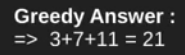 Greedy Answer :
=> 3+7+11 = 21